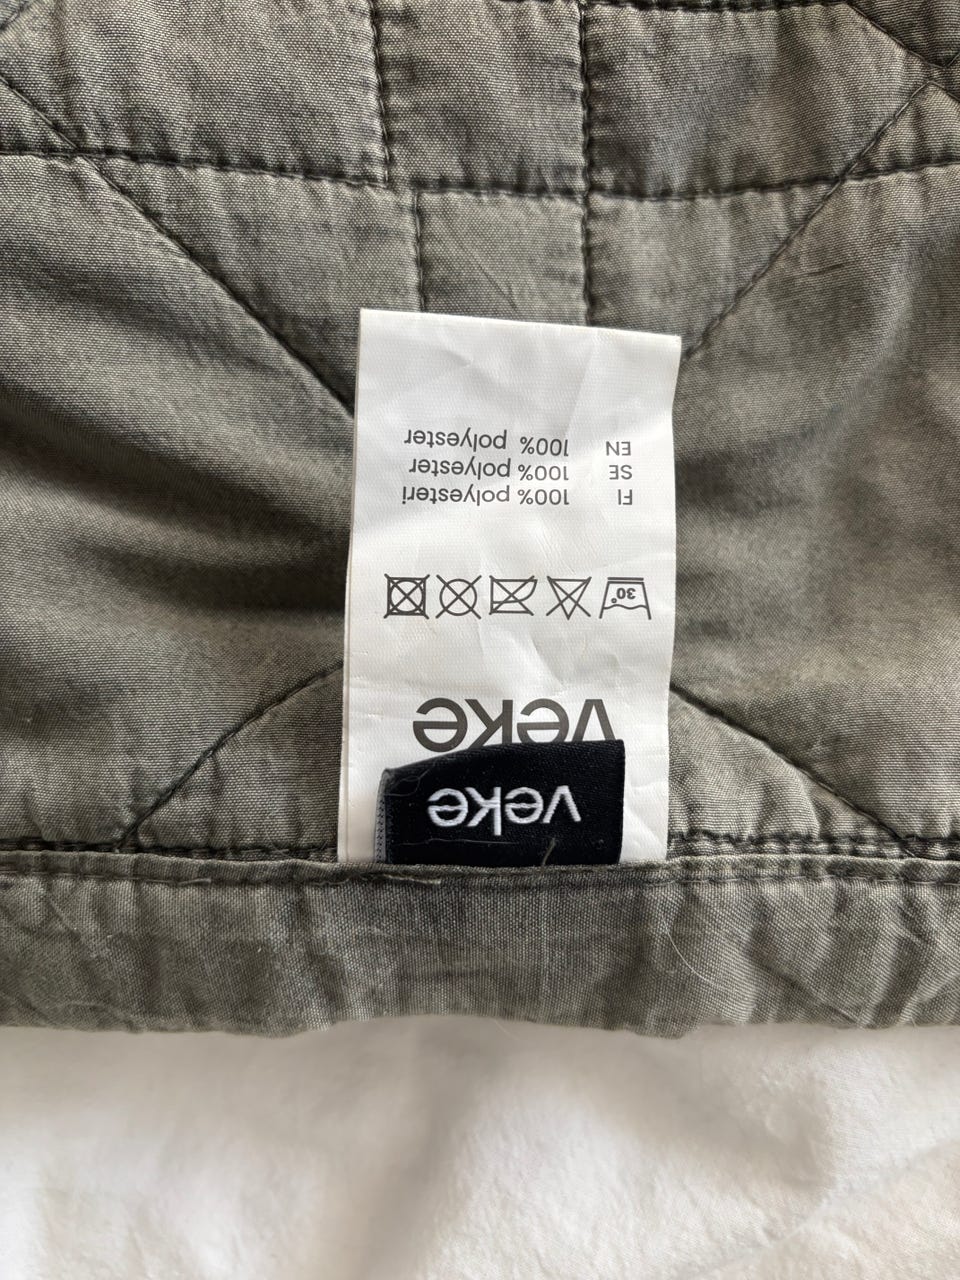 veke
veke
30°
FI 100% polyesteri
SE 100% polyester
EN 100% polyester